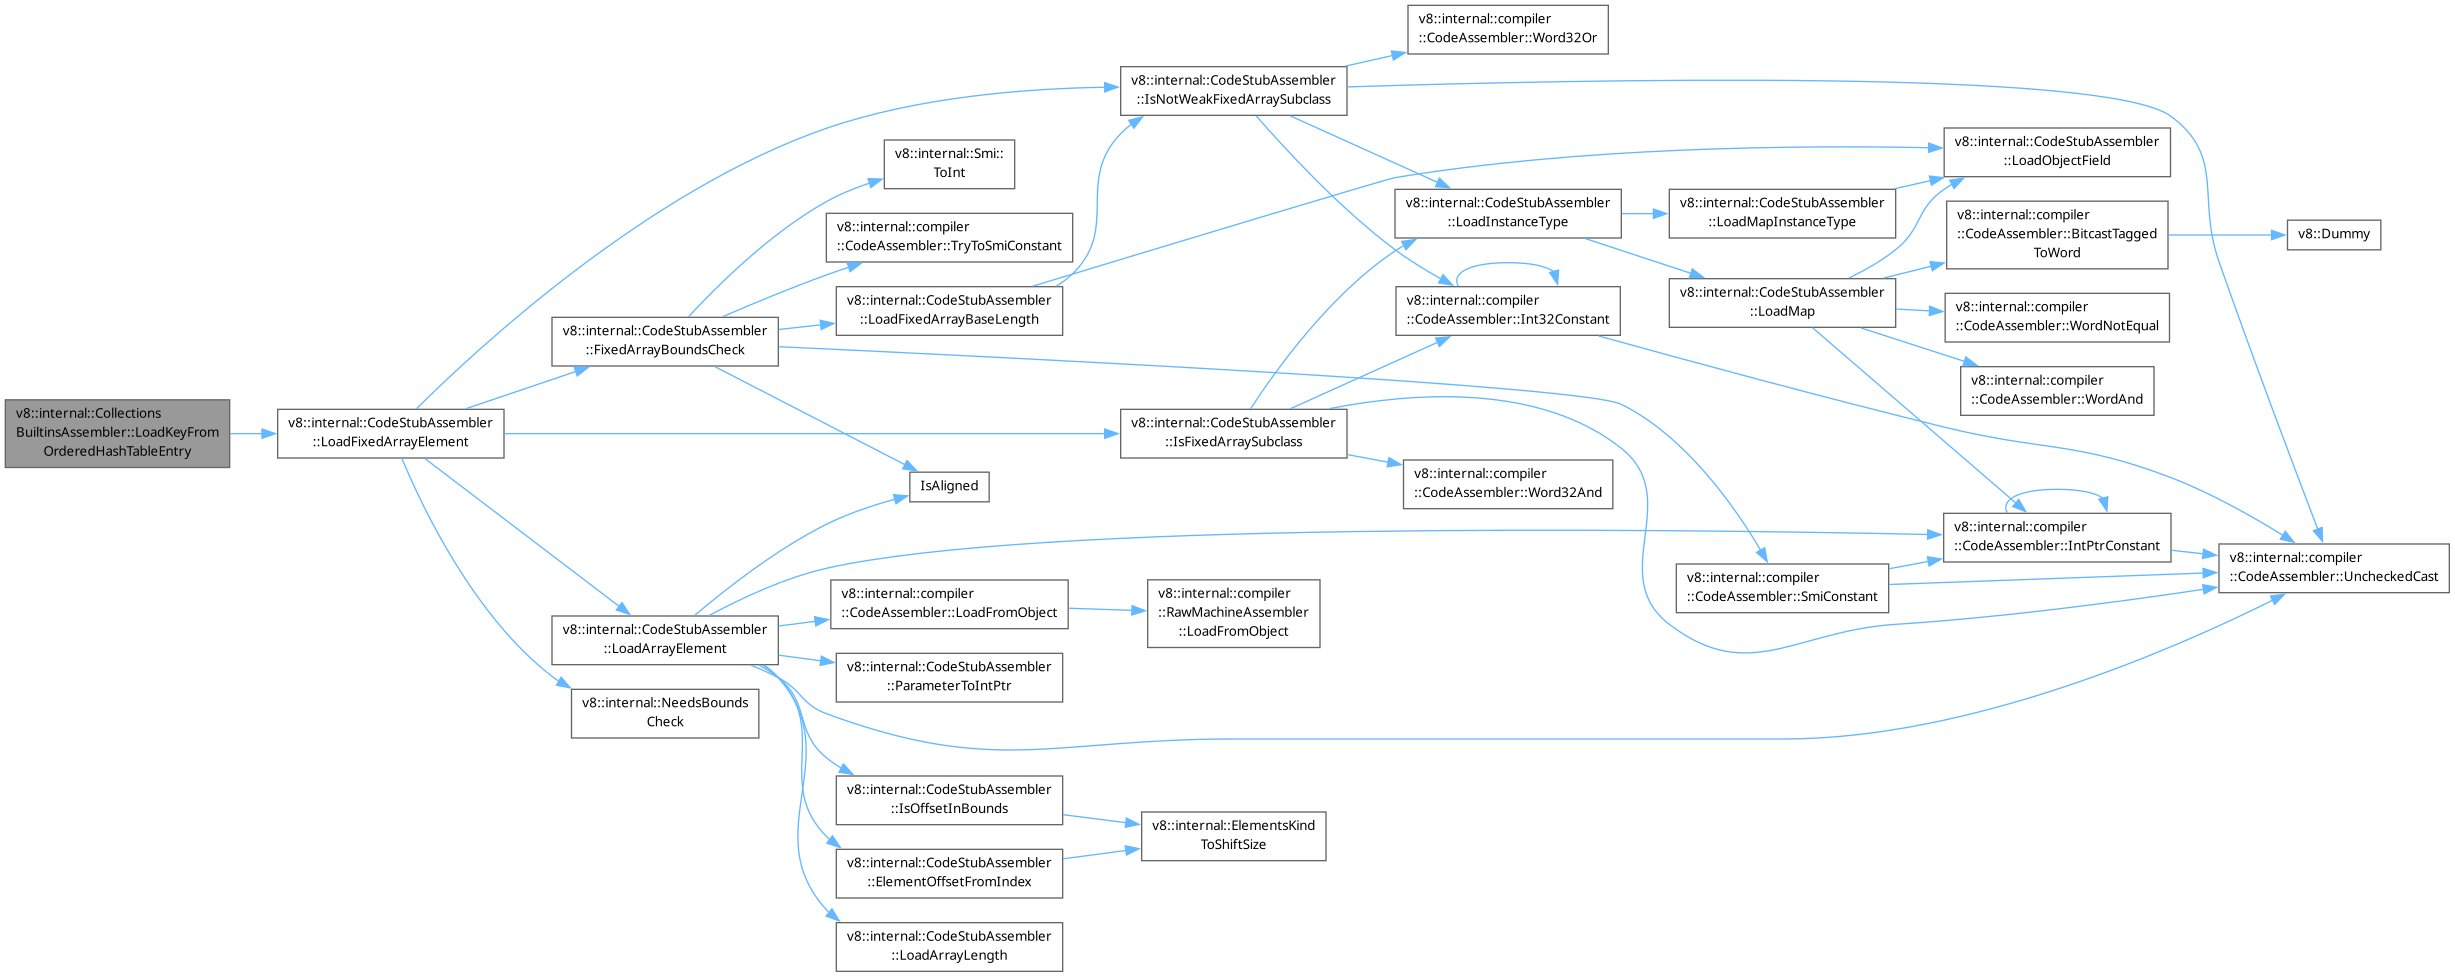 v8::internal::Collections
BuiltinsAssembler::LoadKeyFrom
OrderedHashTableEntry
v8::internal::CodeStubAssembler
::LoadFixedArrayElement
v8::internal::CodeStubAssembler
::FixedArrayBoundsCheck
v8::internal::CodeStubAssembler
::LoadArrayElement
v8::internal::NeedsBounds
Check
v8::internal::Smi::
ToInt
v8::internal::compiler
::CodeAssembler::TryToSmiConstant
v8::internal::CodeStubAssembler
::LoadFixedArrayBaseLength
IsAligned
v8::internal::compiler
::CodeAssembler::LoadFromObject
v8::internal::CodeStubAssembler
::ParameterToIntPtr
v8::internal::CodeStubAssembler
::IsOffsetInBounds
v8::internal::CodeStubAssembler
::ElementOffsetFromIndex
v8::internal::CodeStubAssembler
::LoadArrayLength
v8::internal::CodeStubAssembler
::IsNotWeakFixedArraySubclass
v8::internal::CodeStubAssembler
::IsFixedArraySubclass
v8::internal::compiler
::RawMachineAssembler
::LoadFromObject
v8::internal::ElementsKind
ToShiftSize
v8::internal::compiler
::CodeAssembler::Word32Or
v8::internal::CodeStubAssembler
::LoadInstanceType
v8::internal::compiler
::CodeAssembler::Int32Constant
v8::internal::compiler
::CodeAssembler::Word32And
v8::internal::CodeStubAssembler
::LoadMapInstanceType
v8::internal::CodeStubAssembler
::LoadMap
v8::internal::compiler
::CodeAssembler::SmiConstant
v8::internal::CodeStubAssembler
::LoadObjectField
v8::internal::compiler
::CodeAssembler::BitcastTagged
ToWord
v8::internal::compiler
::CodeAssembler::WordNotEqual
v8::internal::compiler
::CodeAssembler::WordAnd
v8::internal::compiler
::CodeAssembler::IntPtrConstant
v8::Dummy
v8::internal::compiler
::CodeAssembler::UncheckedCast